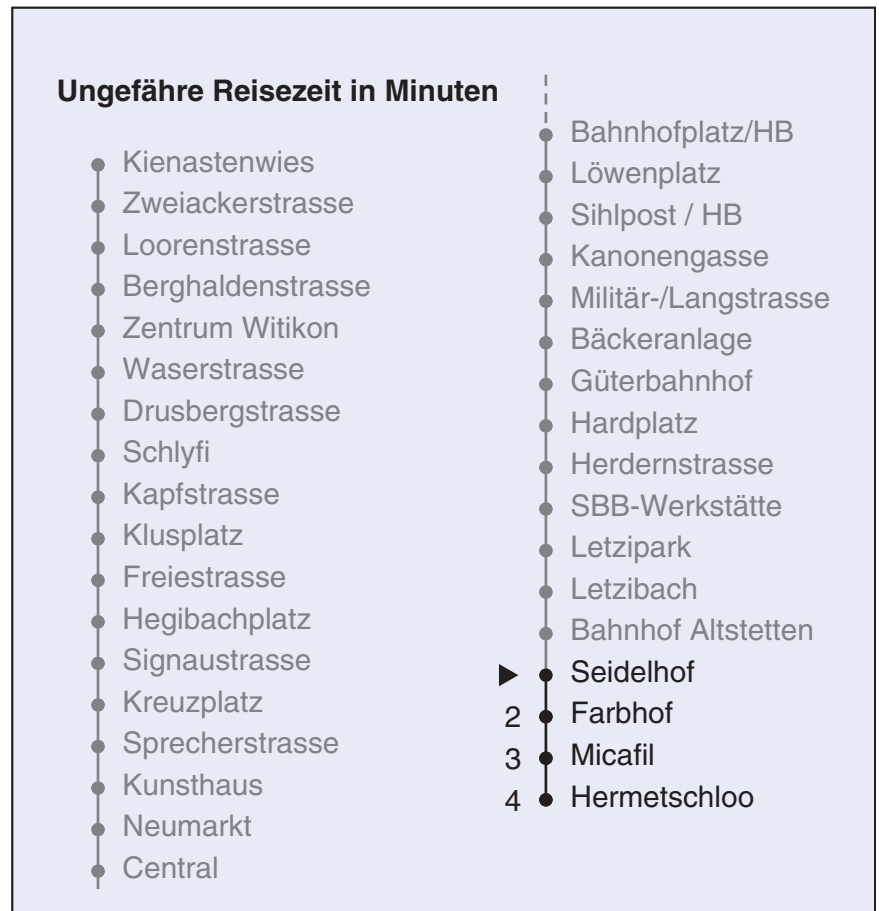 Ungefähre Reisezeit in Minuten
Kienastenwies
Zweiackerstrasse
Loorenstrasse
Berghaldenstrasse
Zentrum Witikon
Waserstrasse
Drusbergstrasse
Schlyfi
Kapfstrasse
Klusplatz
Freiestrasse
Hegibachplatz
Signaustrasse
Kreuzplatz
Sprecherstrasse
Kunsthaus
Neumarkt
Central
Bahnhofplatz/HB
Löwenplatz
Sihlpost / HB
Kanonengasse
Militär-/Langstrasse
Bäckeranlage
Güterbahnhof
Hardplatz
Herdernstrasse
SBB-Werkstätte
Letzipark
Letzibach
Bahnhof Altstetten
Seidelhof
2 Farbhof
3 Micafil
4 Hermetschloo